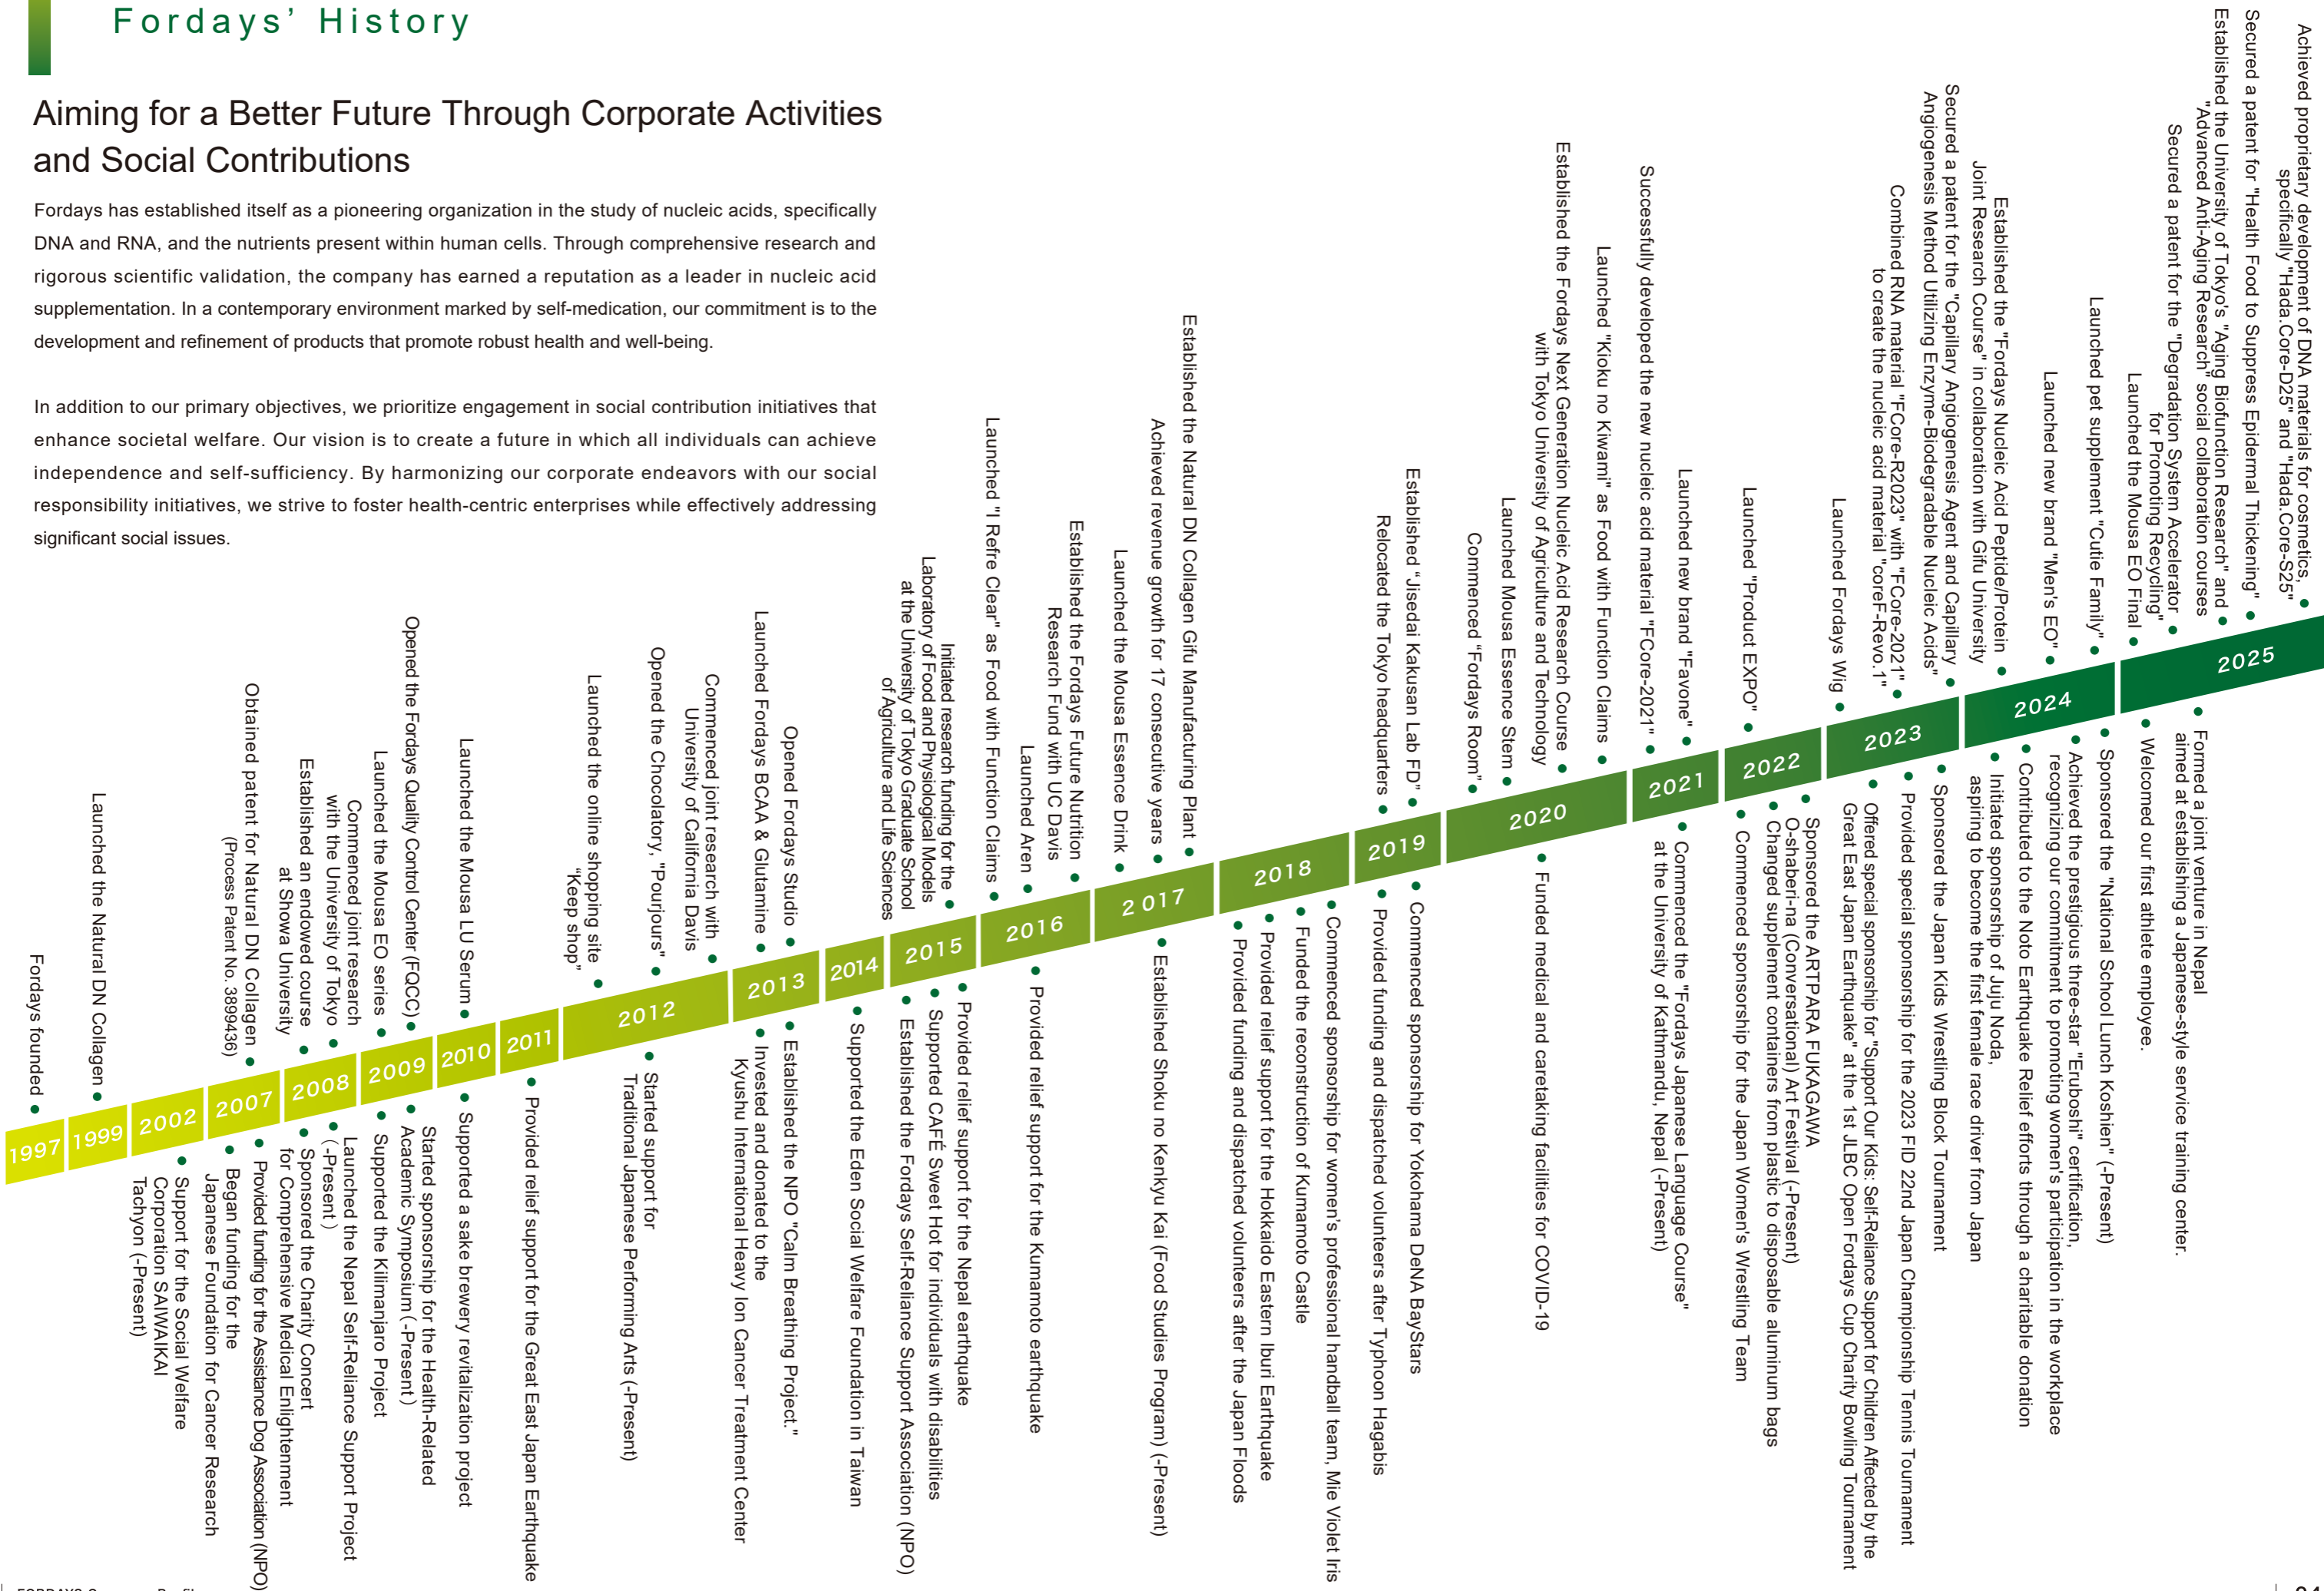 Fordays' History
Aiming for a Better Future Through Corporate Activities
and Social Contributions
Fordays has established itself as a pioneering organization in the study of nucleic acids, specifically
DNA and RNA, and the nutrients present within human cells. Through comprehensive research and
rigorous scientific validation, the company has earned a reputation as a leader in nucleic acid
supplementation. In a contemporary environment marked by self-medication, our commitment is to the
development and refinement of products that promote robust health and well-being.
In addition to our primary objectives, we prioritize engagement in social contribution initiatives that
enhance societal welfare. Our vision is to create a future in which all individuals can achieve
independence and self-sufficiency. By harmonizing our corporate endeavors with our social
responsibility initiatives, we strive to foster health-centric enterprises while effectively addressing
significant social issues.
1997
Fordays founded
1999
Launched the Natural DN Collagen
2002
Support for the Social Welfare
Corporation SAIWAIKAI
Tachyon (-Present)
2007
Obtained patent for Natural DN Collagen
(Process Patent No. 3899436)
Began funding for the
Japanese Foundation for Cancer Research
Provided funding for the Assistance Dog Association (NPO)
2008
Established an endowed course
at Showa University
Commenced joint research
with the University of Tokyo
Sponsored the Charity Concert
for Comprehensive Medical Enlightenment
Launched the Nepal Self-Reliance Support Project
(-Present )
2009
Launched the Mousa EO series
Opened the Fordays Quality Control Center (FQCC)
Supported the Kilimanjaro Project
Started sponsorship for the Health-Related
Academic Symposium ( -Present )
2010
Launched the Mousa LU Serum
Supported a sake brewery revitalization project
2011
Provided relief support for the Great East Japan Earthquake
2012
Launched the online shopping site
"Keep shop"
Opened the Chocolatory, "Pourjours"
Commenced joint research with
University of California Davis
Started support for
Traditional Japanese Performing Arts (-Present)
2013
Launched Fordays BCAA & Glutamine
Opened Fordays Studio
Invested and donated to the
Kyushu International Heavy Ion Cancer Treatment Center
Established the NPO "Calm Breathing Project."
2014
Supported the Eden Social Welfare Foundation in Taiwan
2015
Initiated research funding for the
Laboratory of Food and Physiological Models
at the University of Tokyo Graduate School
of Agriculture and Life Sciences
Established the Fordays Self-Reliance Support Association (NPO)
Supported CAFÉ Sweet Hot for individuals with disabilities
Provided relief support for the Nepal earthquake
2016
Launched "I Refre Clear" as Food with Function Claims
Launched Aren
Established the Fordays Future Nutrition
Research Fund with UC Davis
Provided relief support for the Kumamoto earthquake
2 017
Launched the Mousa Essence Drink
Achieved revenue growth for 17 consecutive years
Established the Natural DN Collagen Gifu Manufacturing Plant
Established Shoku no Kenkyu Kai (Food Studies Program) (-Present)
2018
Provided funding and dispatched volunteers after the Japan Floods
Provided relief support for the Hokkaido Eastern Iburi Earthquake
Funded the reconstruction of Kumamoto Castle
Commenced sponsorship for women's professional handball team, Mie Violet Iris
2019
Relocated the Tokyo headquarters
Established "Jisedai Kakusan Lab FD"
Provided funding and dispatched volunteers after Typhoon Hagabis
Commenced sponsorship for Yokohama DeNA BayStars
2020
Commenced "Fordays Room"
Launched Mousa Essence Stem
Established the Fordays Next Generation Nucleic Acid Research Course
with Tokyo University of Agriculture and Technology
Launched "Kioku no Kiwami" as Food with Function Claims
Funded medical and caretaking facilities for COVID-19
2021
Successfully developed the new nucleic acid material "FCore-2021"
Launched new brand "Favone"
Commenced the "Fordays Japanese Language Course"
at the University of Kathmandu, Nepal (-Present)
2022
Launched "Product EXPO"
Commenced sponsorship for the Japan Women's Wrestling Team
Changed supplement containers from plastic to disposable aluminum bags
Sponsored the ARTPARA FUKAGAWA
O-shaberi-na (Conversational) Art Festival (-Present)
2023
Launched Fordays Wig
Combined RNA material "FCore-R2023" with "FCore-2021"
to create the nucleic acid material "coreF-Revo.1"
Secured a patent for the "Capillary Angiogenesis Agent and Capillary
Angiogenesis Method Utilizing Enzyme-Biodegradable Nucleic Acids"
Offered special sponsorship for "Support Our Kids: Self-Reliance Support for Children Affected by the
Great East Japan Earthquake" at the 1st JLBC Open Fordays Cup Charity Bowling Tournament
Provided special sponsorship for the 2023 FID 22nd Japan Championship Tennis Tournament
Sponsored the Japan Kids Wrestling Block Tournament
2024
Established the "Fordays Nucleic Acid Peptide/Protein
Joint Research Course" in collaboration with Gifu University
Launched new brand "Men's EO"
Launched pet supplement "Cutie Family"
Initiated sponsorship of Juju Noda,
aspiring to become the first female race driver from Japan
Contributed to the Noto Earthquake Relief efforts through a charitable donation
Achieved the prestigious three-star "Eruboshi" certification,
recognizing our commitment to promoting women's participation in the workplace
Sponsored the "National School Lunch Koshien" (-Present)
2025
Launched the Mousa EO Final
Secured a patent for the "Degradation System Accelerator
for Promoting Recycling"
Established the University of Tokyo's "Aging Biofunction Research" and
"Advanced Anti-Aging Research" social collaboration courses
Secured a patent for "Health Food to Suppress Epidermal Thickening"
Achieved proprietary development of DNA materials for cosmetics,
specifically "Hada.Core-D25" and "Hada.Core-S25"
Welcomed our first athlete employee.
Formed a joint venture in Nepal
aimed at establishing a Japanese-style service training center.